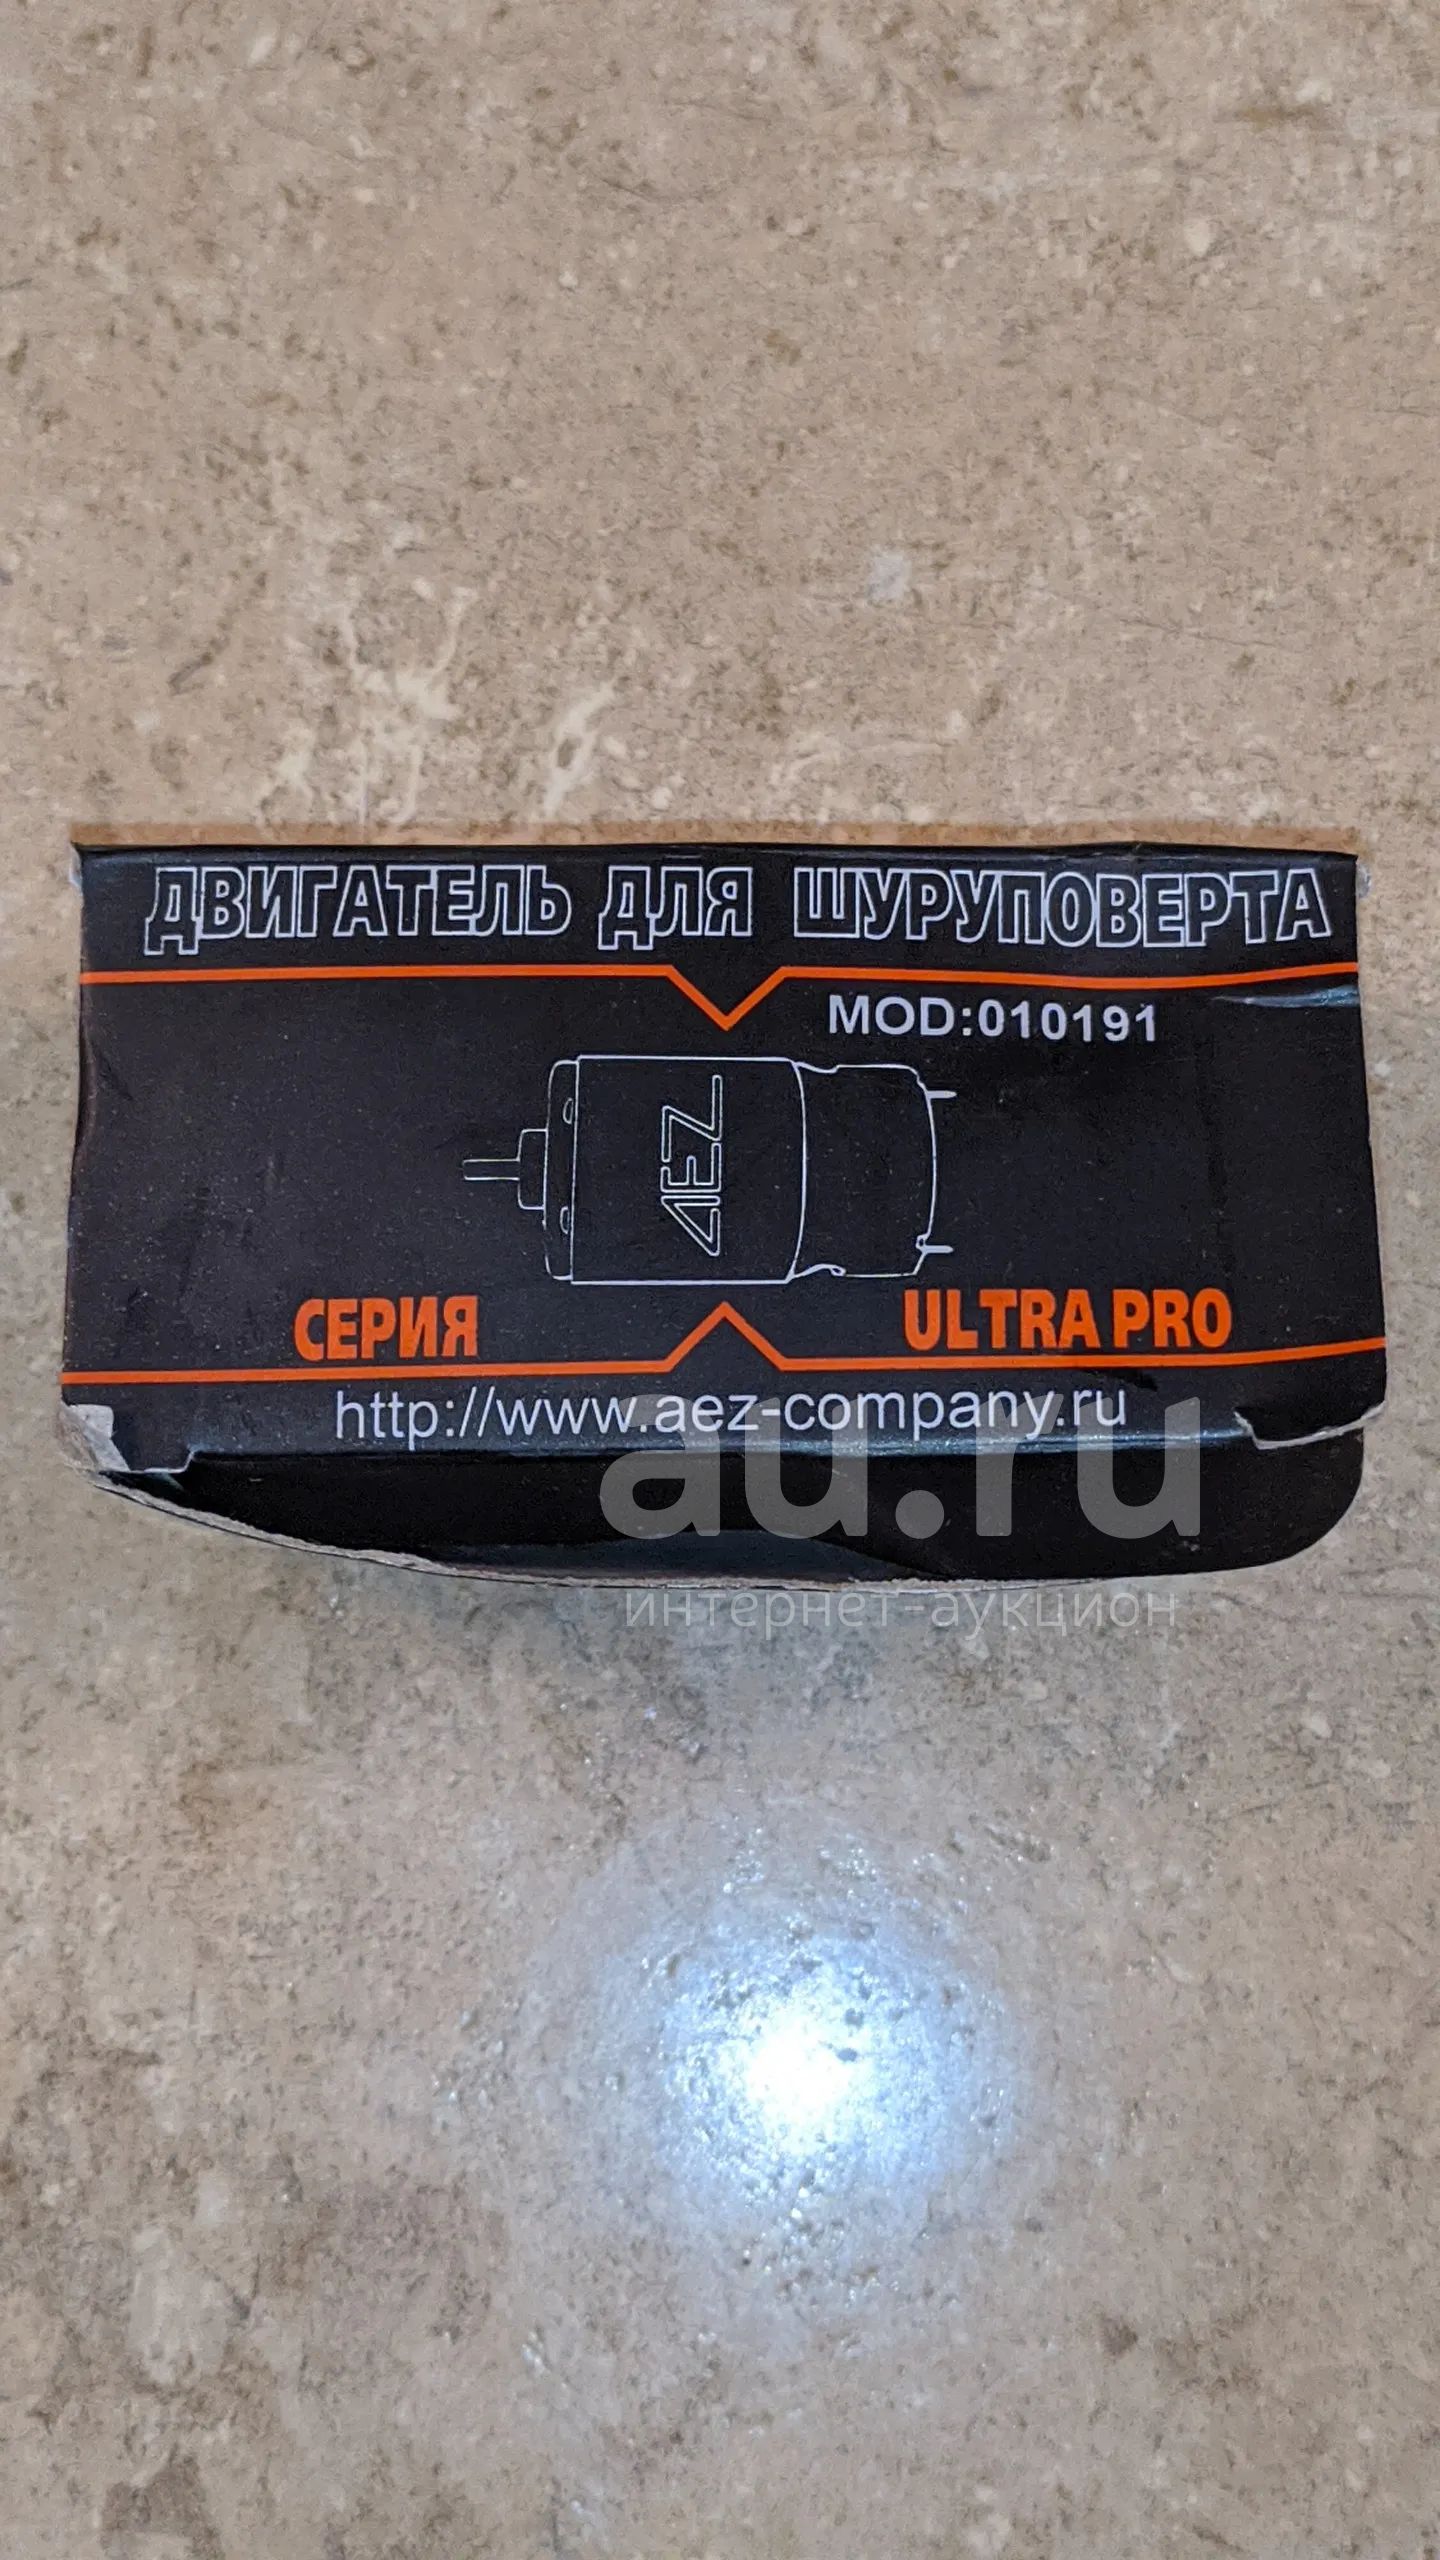 ДВИГАТЕЛЬ ДЛЯ ШУРУПОВЕРТА
MOD:010191
AEZ
СЕРИЯ ULTRA PRO
http://www.aez-company.ru
au.ru
интернет-аукцион